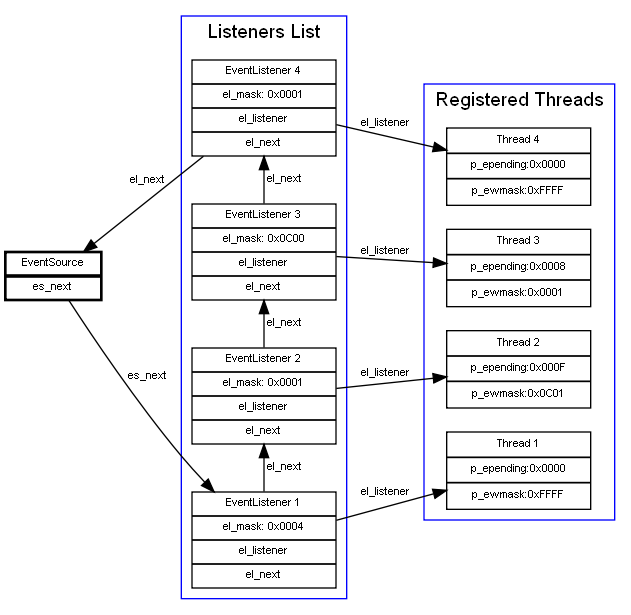 Listeners List
EventListener 4
el_mask: 0x0001
el_listener
el_next
el_listener
el_next
EventListener 3
el_mask: 0x0C00
el_listener
el_next
el_listener
el_next
EventListener 2
el_mask: 0x0001
el_listener
el_next
el_listener
el_next
EventListener 1
el_mask: 0x0004
el_listener
el_next
el_listener
el_next
EventSource
es_next
es_next
Registered Threads
Thread 4
p_epending:0x0000
p_ewmask:0xFFFF
Thread 3
p_epending:0x0008
p_ewmask:0x0001
Thread 2
p_epending:0x000F
p_ewmask:0x0C01
Thread 1
p_epending:0x0000
p_ewmask:0xFFFF